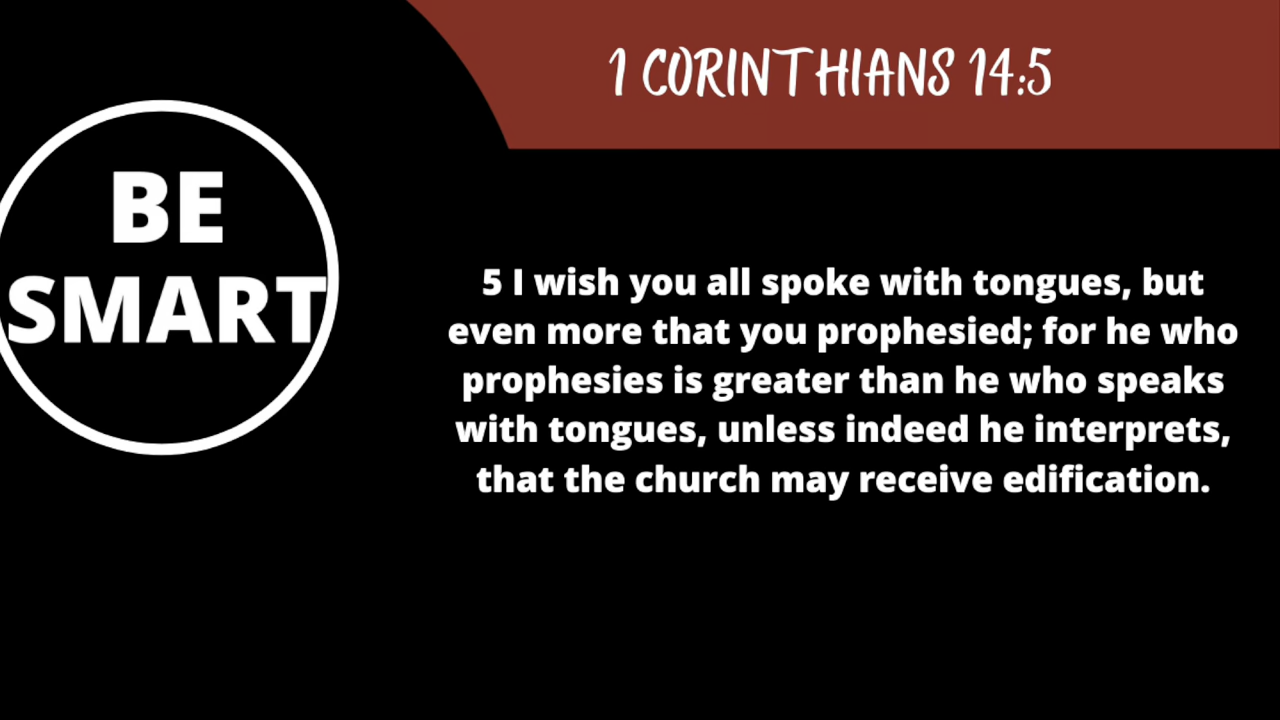 1 CORINTHIANS 14:5
BE
SMART
5 I wish you all spoke with tongues, but
even more that you prophesied; for he who
prophesies is greater than he who speaks
with tongues, unless indeed he interprets,
that the church may receive edification.